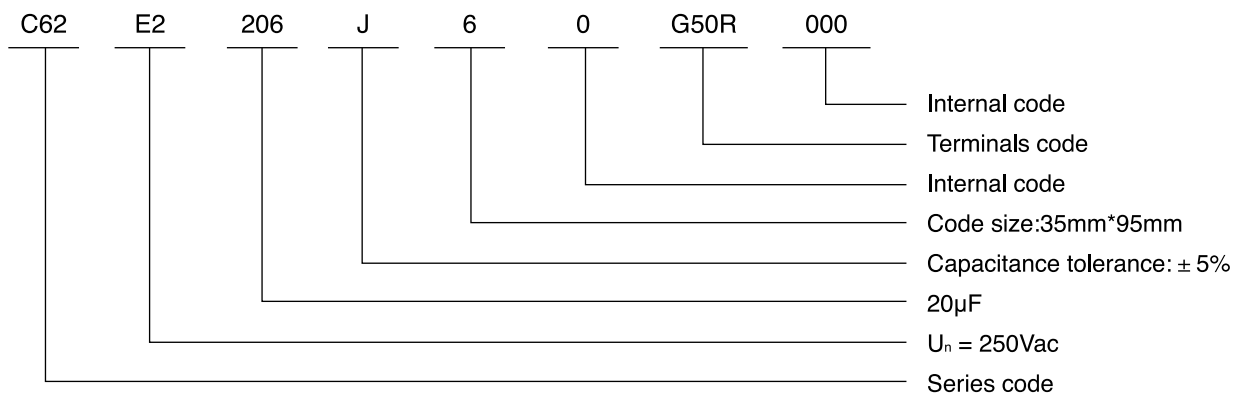 C62 E2 206 J 6 0 G50R 000
Internal code
Terminals code
Internal code
Code size:35mm*95mm
Capacitance tolerance: ± 5%
20μF
Uₙ = 250Vac
Series code